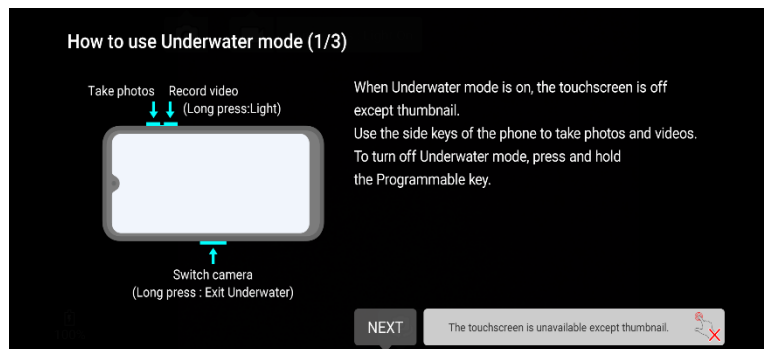 How to use Underwater mode (1/3)
Take photos Record video
(Long press:Light)
Switch camera
(Long press : Exit Underwater)
When Underwater mode is on, the touchscreen is off
except thumbnail.
Use the side keys of the phone to take photos and videos.
To turn off Underwater mode, press and hold
the Programmable key.
NEXT
The touchscreen is unavailable except thumbnail.